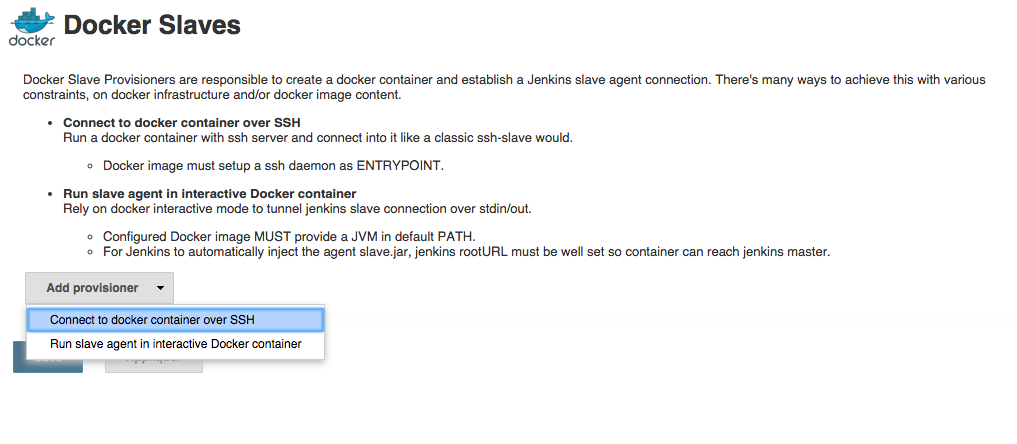 docker
Docker Slaves
Docker Slave Provisioners are responsible to create a docker container and establish a Jenkins slave agent connection. There's many ways to achieve this with various
constraints, on docker infrastructure and/or docker image content.
• Connect to docker container over SSH
Run a docker container with ssh server and connect into it like a classic ssh-slave would.
◦ Docker image must setup a ssh daemon as ENTRYPOINT.
• Run slave agent in interactive Docker container
Rely on docker interactive mode to tunnel jenkins slave connection over stdin/out.
◦ Configured Docker image MUST provide a JVM in default PATH.
◦ For Jenkins to automatically inject the agent slave.jar, jenkins rootURL must be well set so container can reach jenkins master.
Add provisioner
Connect to docker container over SSH
Run slave agent in interactive Docker container